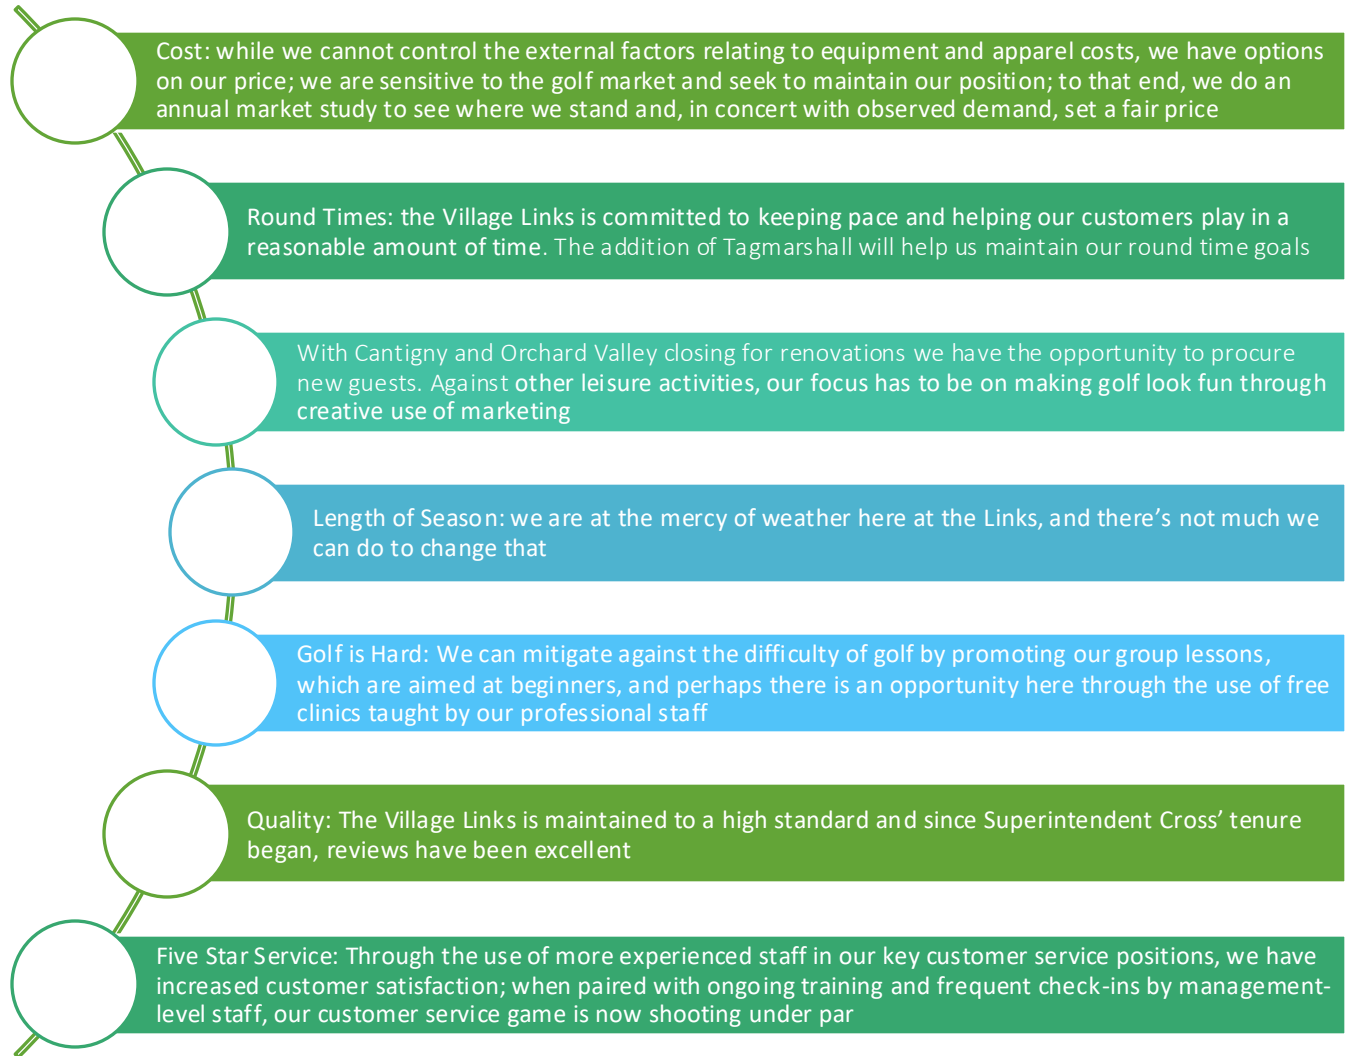 Cost: while we cannot control the external factors relating to equipment and apparel costs, we have options
on our price; we are sensitive to the golf market and seek to maintain our position; to that end, we do an
annual market study to see where we stand and, in concert with observed demand, set a fair price
Round Times: the Village Links is committed to keeping pace and helping our customers play in a
reasonable amount of time. The addition of Tagmarshall will help us maintain our round time goals
With Cantigny and Orchard Valley closing for renovations we have the opportunity to procure
new guests. Against other leisure activities, our focus has to be on making golf look fun through
creative use of marketing
Length of Season: we are at the mercy of weather here at the Links, and there’s not much we
can do to change that
Golf is Hard: We can mitigate against the difficulty of golf by promoting our group lessons,
which are aimed at beginners, and perhaps there is an opportunity here through the use of free
clinics taught by our professional staff
Quality: The Village Links is maintained to a high standard and since Superintendent Cross’ tenure
began, reviews have been excellent
Five Star Service: Through the use of more experienced staff in our key customer service positions, we have
increased customer satisfaction; when paired with ongoing training and frequent check-ins by management-
level staff, our customer service game is now shooting under par